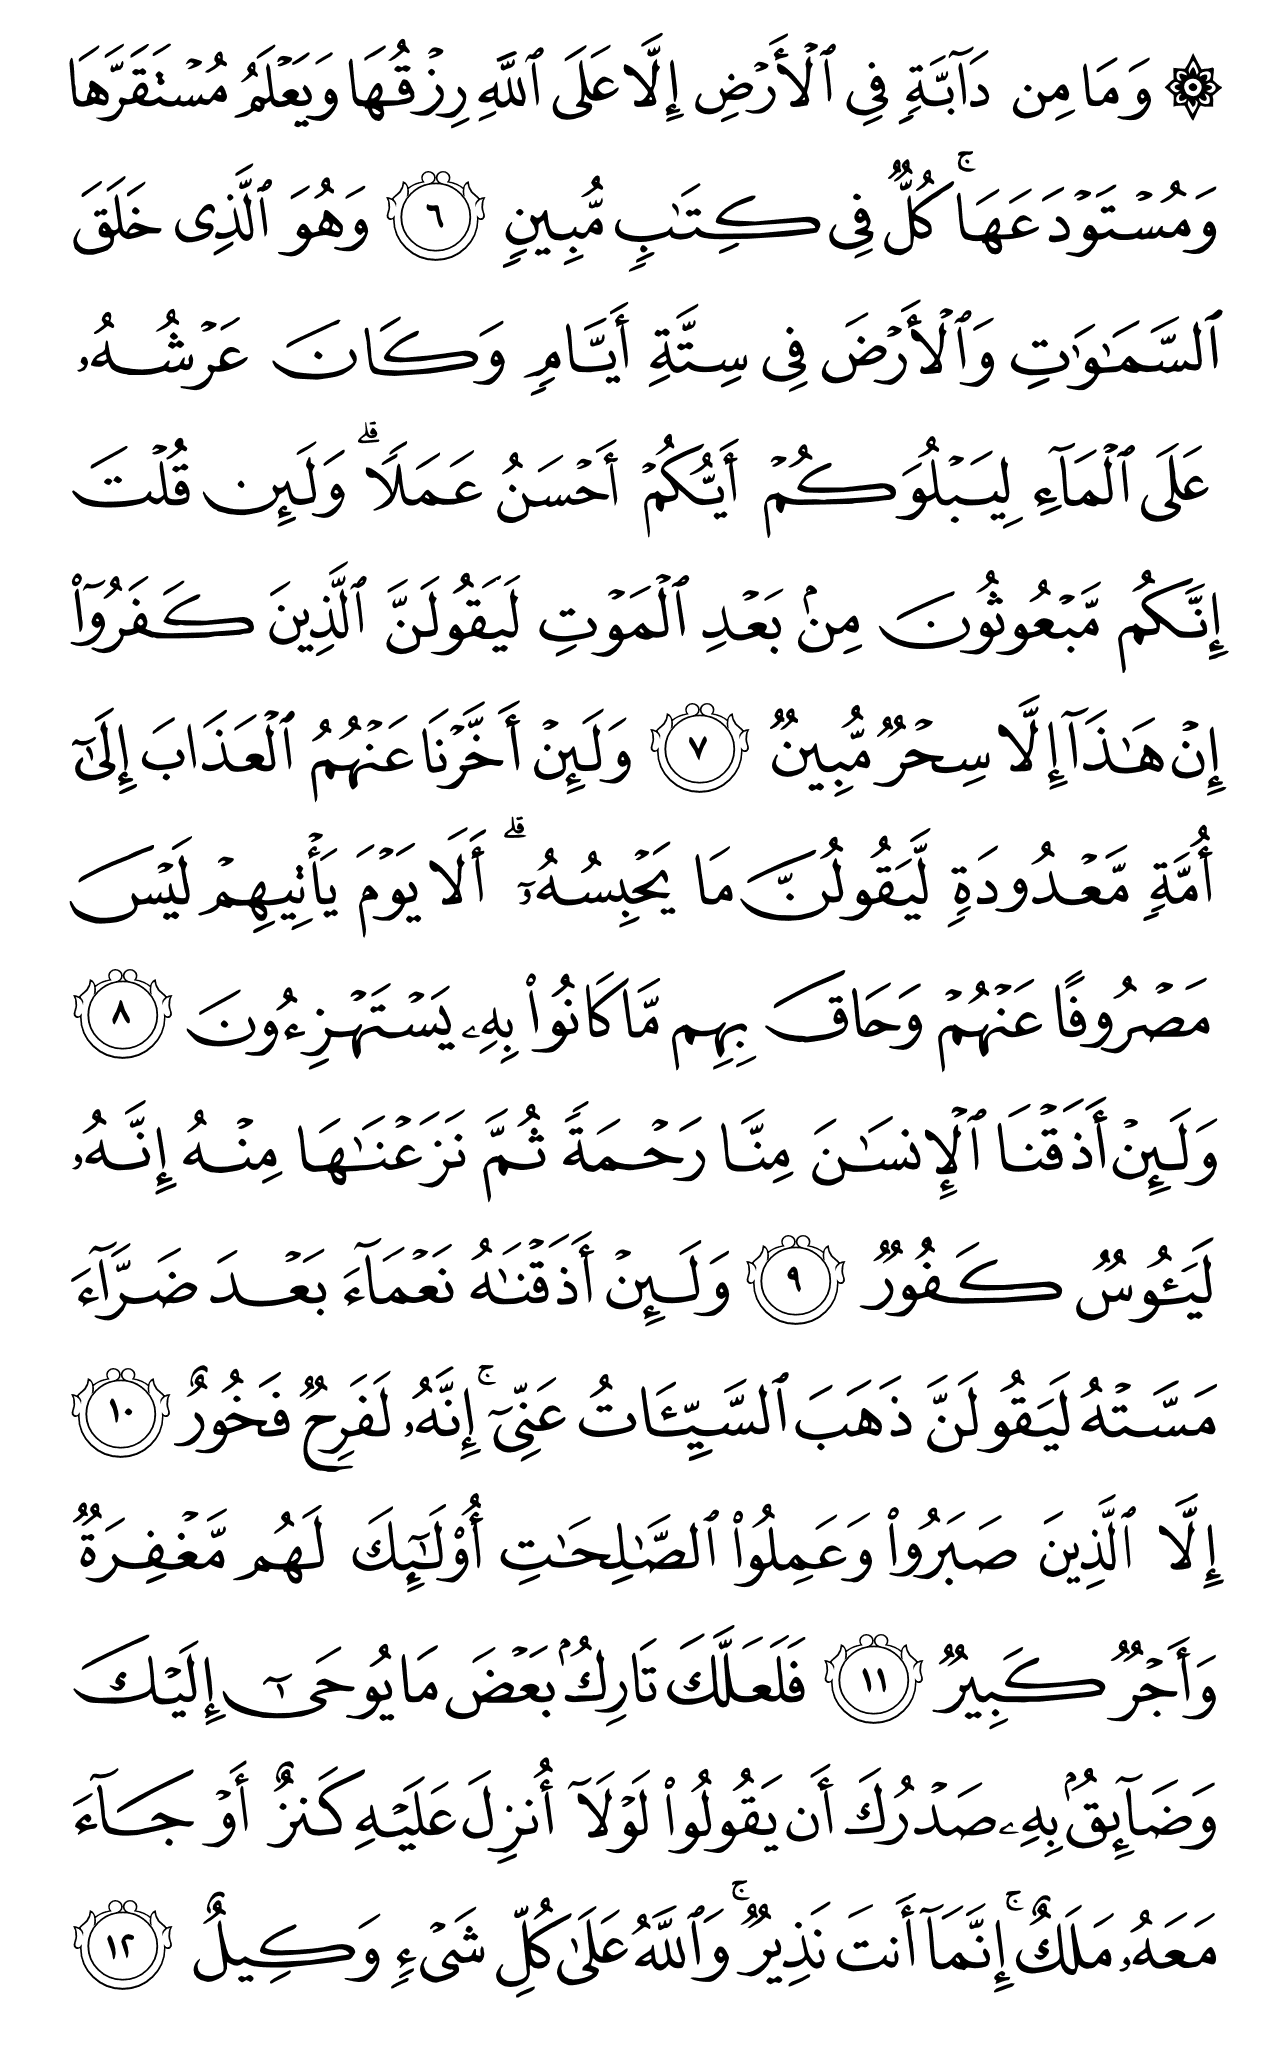 ۞ وَمَا مِن دَآبَّةٍ فِى ٱلْأَرْضِ إِلَّا عَلَى ٱللَّهِ رِزْقُهَا وَيَعْلَمُ مُسْتَقَرَّهَا
وَمُسْتَوْدَعَهَا ۚ كُلٌّ فِى كِتَـٰبٍ مُّبِينٍ ٦ وَهُوَ ٱلَّذِى خَلَقَ
ٱلسَّمَـٰوَٰتِ وَٱلْأَرْضَ فِى سِتَّةِ أَيَّامٍ وَكَانَ عَرْشُهُۥ
عَلَى ٱلْمَآءِ لِيَبْلُوَكُمْ أَيُّكُمْ أَحْسَنُ عَمَلًا ۗ وَلَئِن قُلْتَ
إِنَّكُم مَّبْعُوثُونَ مِنۢ بَعْدِ ٱلْمَوْتِ لَيَقُولَنَّ ٱلَّذِينَ كَفَرُوٓا۟
إِنْ هَـٰذَآ إِلَّا سِحْرٌ مُّبِينٌ ٧ وَلَئِنْ أَخَّرْنَا عَنْهُمُ ٱلْعَذَابَ إِلَىٰٓ
أُمَّةٍ مَّعْدُودَةٍ لَّيَقُولُنَّ مَا يَحْبِسُهُۥٓ ۗ أَلَا يَوْمَ يَأْتِيهِمْ لَيْسَ
مَصْرُوفًا عَنْهُمْ وَحَاقَ بِهِم مَّا كَانُوا۟ بِهِۦ يَسْتَهْزِءُونَ ٨
وَلَئِنْ أَذَقْنَا ٱلْإِنسَـٰنَ مِنَّا رَحْمَةً ثُمَّ نَزَعْنَـٰهَا مِنْهُ إِنَّهُۥ
لَيَـُٔوسٌ كَفُورٌ ٩ وَلَئِنْ أَذَقْنَـٰهُ نَعْمَآءَ بَعْدَ ضَرَّآءَ
مَسَّتْهُ لَيَقُولَنَّ ذَهَبَ ٱلسَّيِّـَٔاتُ عَنِّىٓ ۚ إِنَّهُۥ لَفَرِحٌ فَخُورٌ ١٠
إِلَّا ٱلَّذِينَ صَبَرُوا۟ وَعَمِلُوا۟ ٱلصَّـٰلِحَـٰتِ أُو۟لَـٰٓئِكَ لَهُم مَّغْفِرَةٌ
وَأَجْرٌ كَبِيرٌ ١١ فَلَعَلَّكَ تَارِكٌۢ بَعْضَ مَا يُوحَىٰٓ إِلَيْكَ
وَضَآئِقٌۢ بِهِۦ صَدْرُكَ أَن يَقُولُوا۟ لَوْلَآ أُنزِلَ عَلَيْهِ كَنزٌ أَوْ جَآءَ
مَعَهُۥ مَلَكٌ ۚ إِنَّمَآ أَنتَ نَذِيرٌ ۚ وَٱللَّهُ عَلَىٰ كُلِّ شَىْءٍ وَكِيلٌ ١٢